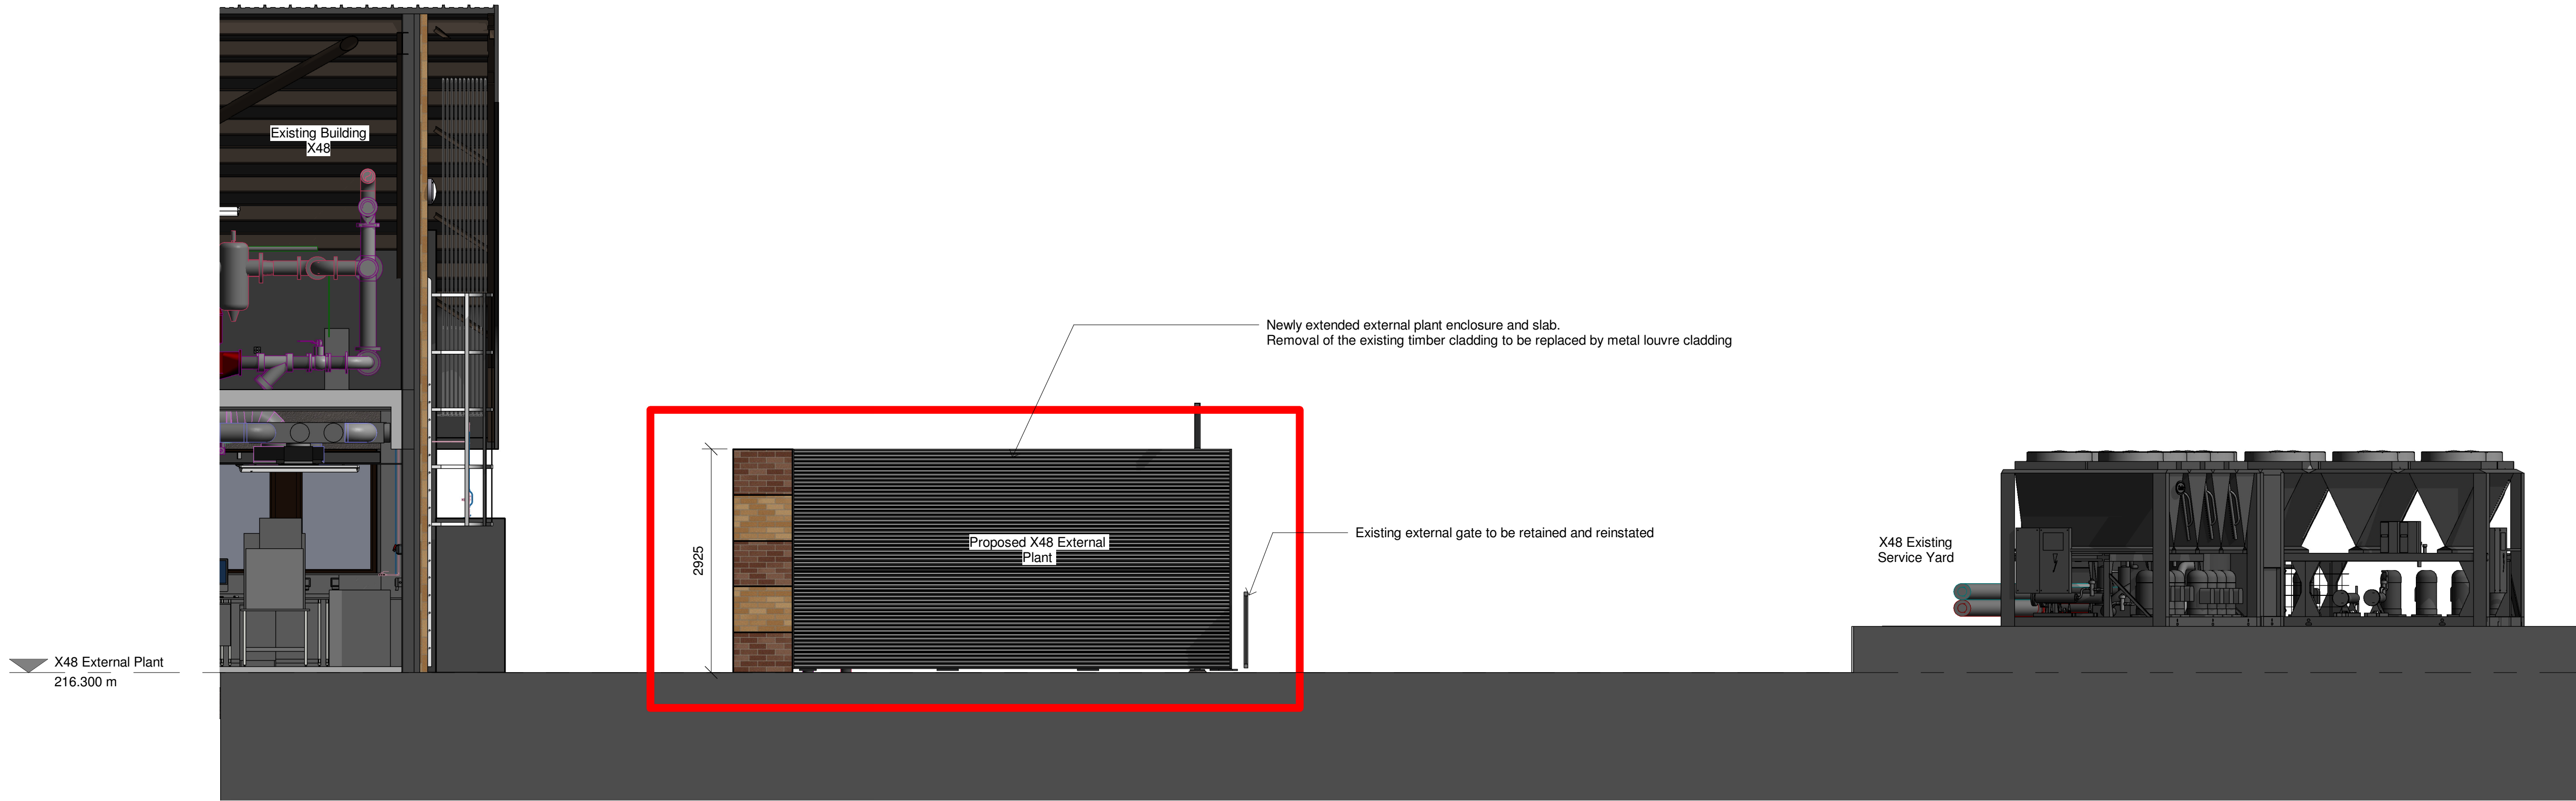 Existing Building
X48
Newly extended external plant enclosure and slab.
Removal of the existing timber cladding to be replaced by metal louvre cladding
Existing external gate to be retained and reinstated
Proposed X48 External
Plant
2925
X48 Existing
Service Yard
X48 External Plant
216.300 m